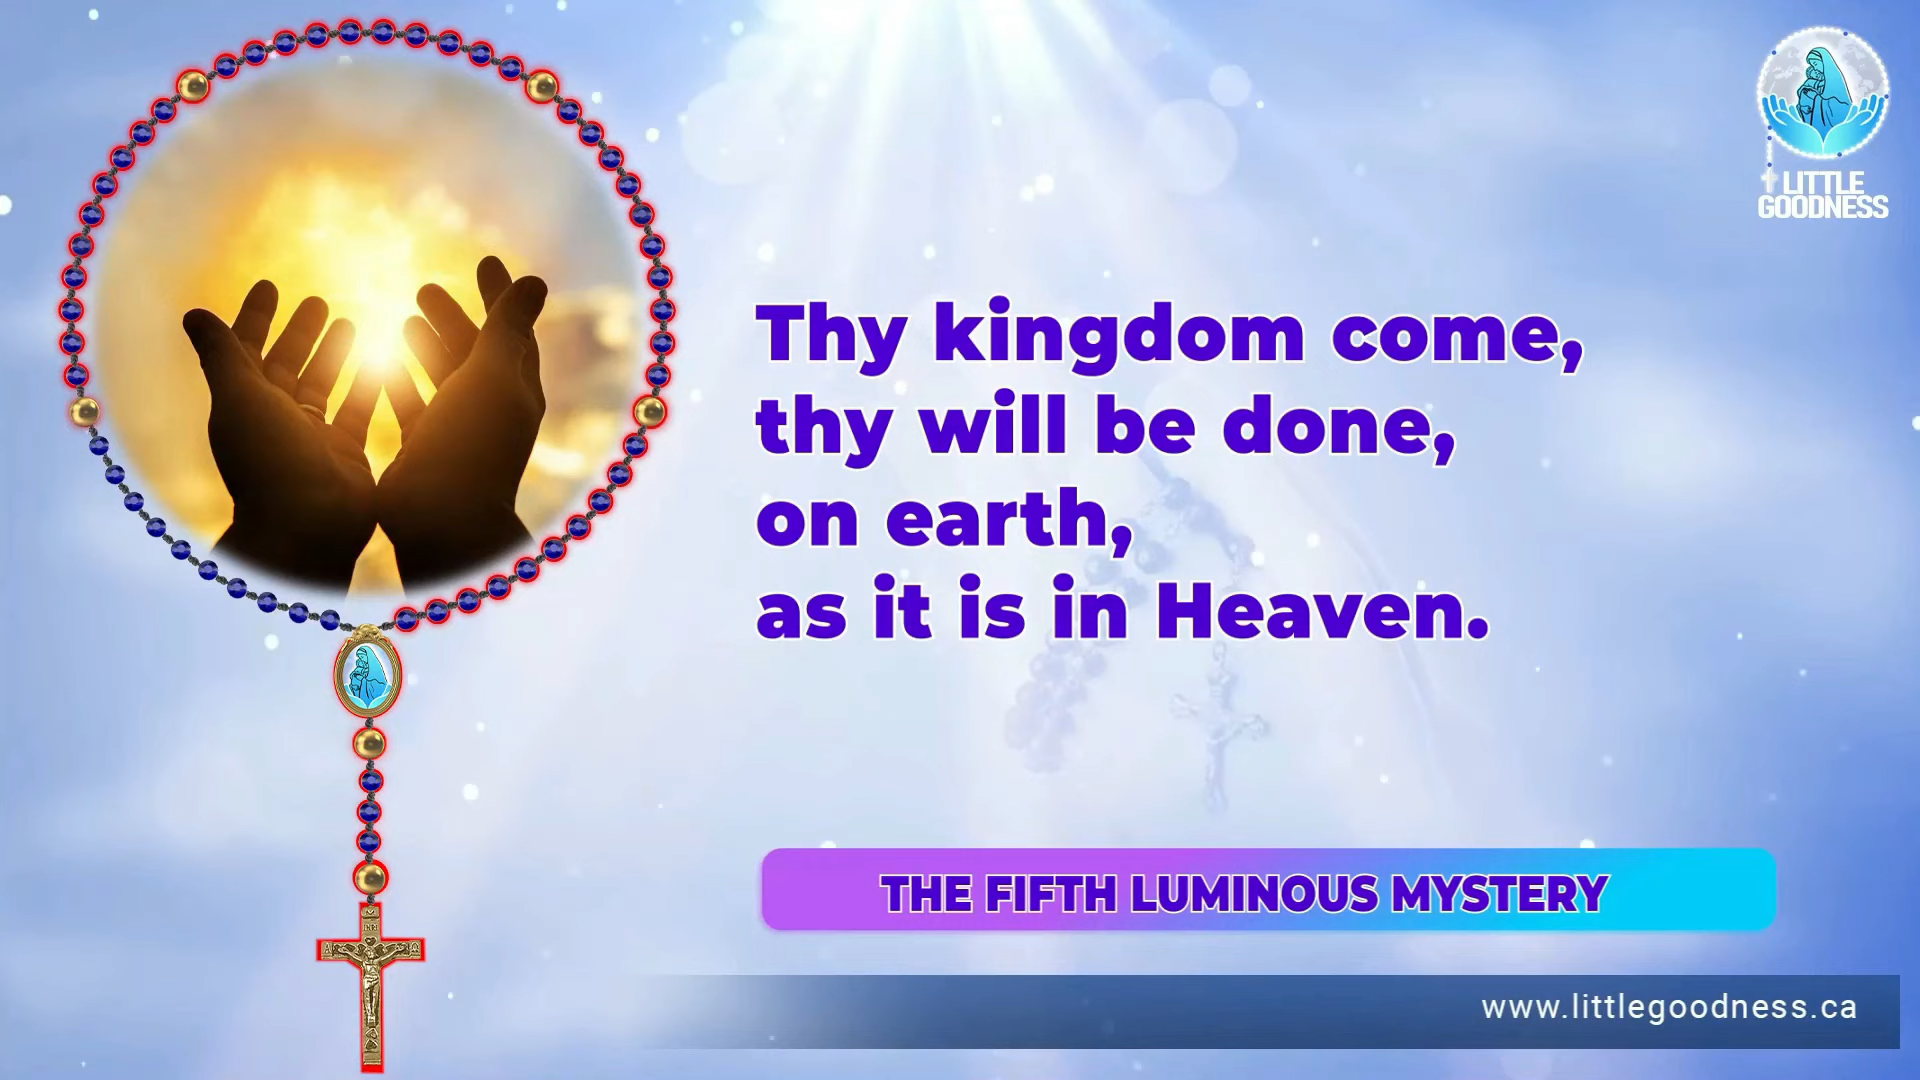 LITTLE
GOODNESS
Thy kingdom come,
thy will be done,
on earth,
as it is in Heaven.
THE FIFTH LUMINOUS MYSTERY
INRI
www.littlegoodness.ca